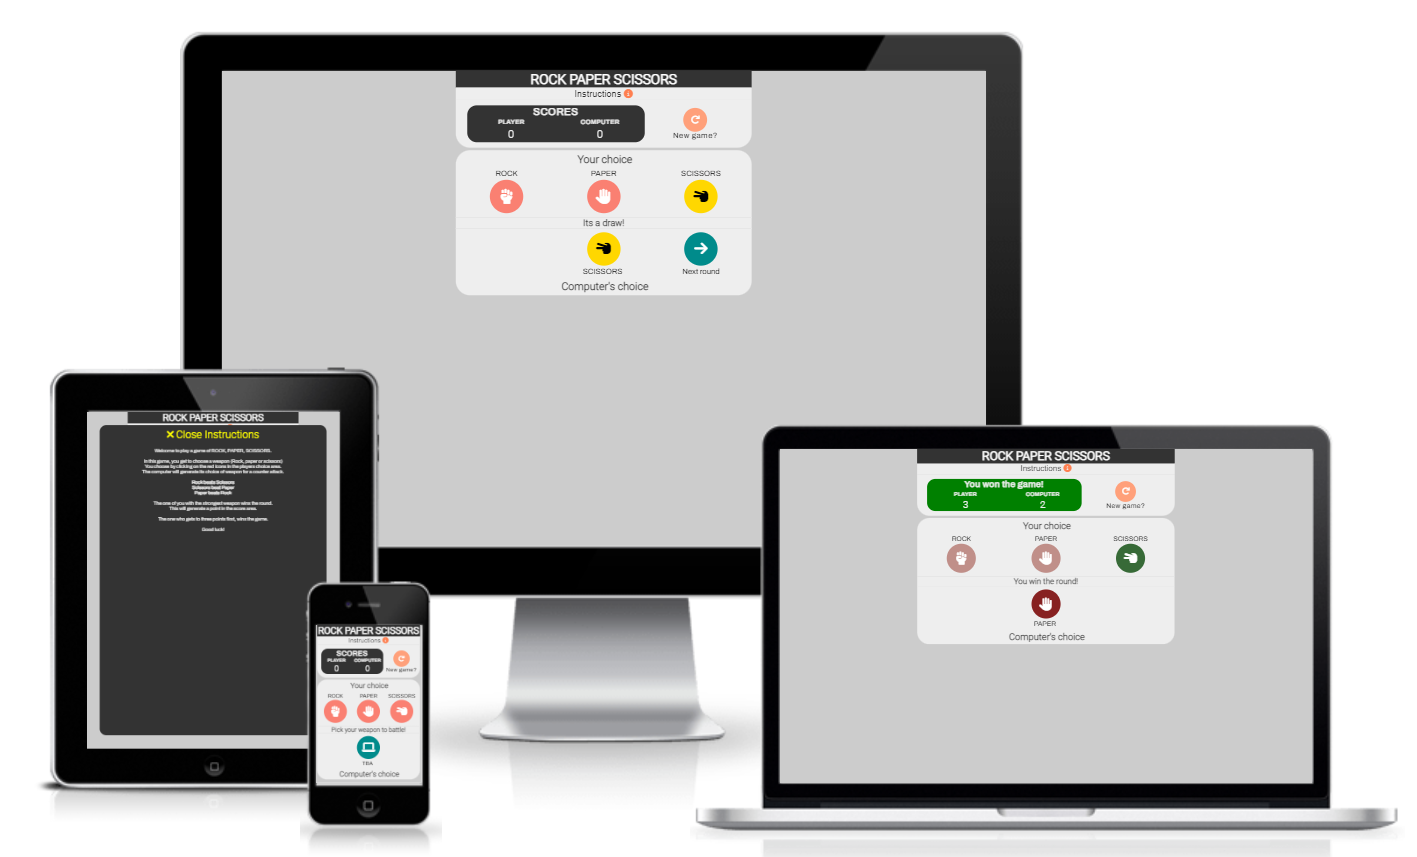 ROCK PAPER SCISSORS
Instructions
SCORES
PLAYER COMPUTER
0 0
New game?
Your choice
ROCK PAPER SCISSORS
Its a draw!
SCISSORS Next round
Computer's choice
ROCK PAPER SCISSORS
Close Instructions
Welcome to play a game of ROCK, PAPER, SCISSORS.
In this game, you get to choose a weapon (Rock, paper or scissors)
You choose by clicking on the red icons in the players choice area.
The computer will generate its choice of weapon for a counter attack.
Rock beats Scissors
Scissors beat Paper
Paper beats Rock
The one of you with the strongest weapon wins the round.
This will generate a point in the score area.
The one who gets to three points first, wins the game.
Good luck!
ROCK PAPER SCISSORS
Instructions
SCORES
PLAYER COMPUTER
0 0
New game?
Your choice
ROCK PAPER SCISSORS
Pick your weapon to battle!
TBA
Computer's choice
ROCK PAPER SCISSORS
Instructions
You won the game!
PLAYER COMPUTER
3 2
New game?
Your choice
ROCK PAPER SCISSORS
You win the round!
PAPER
Computer's choice